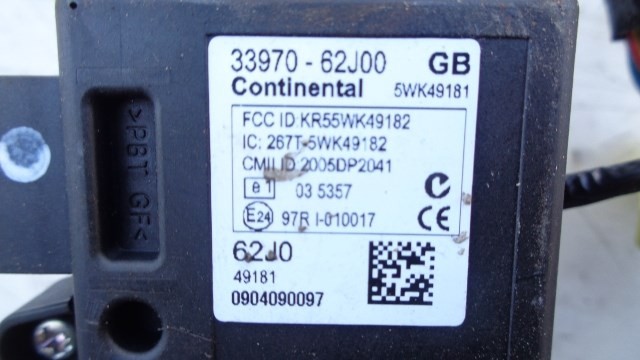 33970 - 62J00 GB
Continental 5WK49181
FCC ID KR55WK49182
IC: 267T-5WK49182
CMII ID 2005DP2041
e1 03 5357
E24 97R I-010017 CE
62J0
49181
0904090097
>P6T GF<